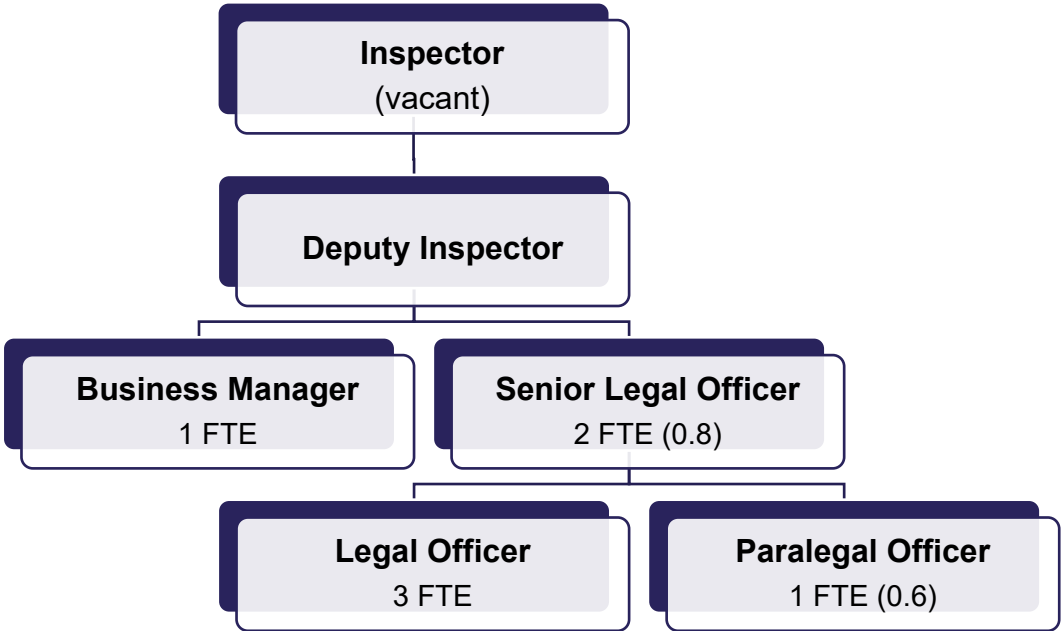 Inspector
(vacant)
Deputy Inspector
Business Manager
1 FTE
Senior Legal Officer
2 FTE (0.8)
Legal Officer
3 FTE
Paralegal Officer
1 FTE (0.6)